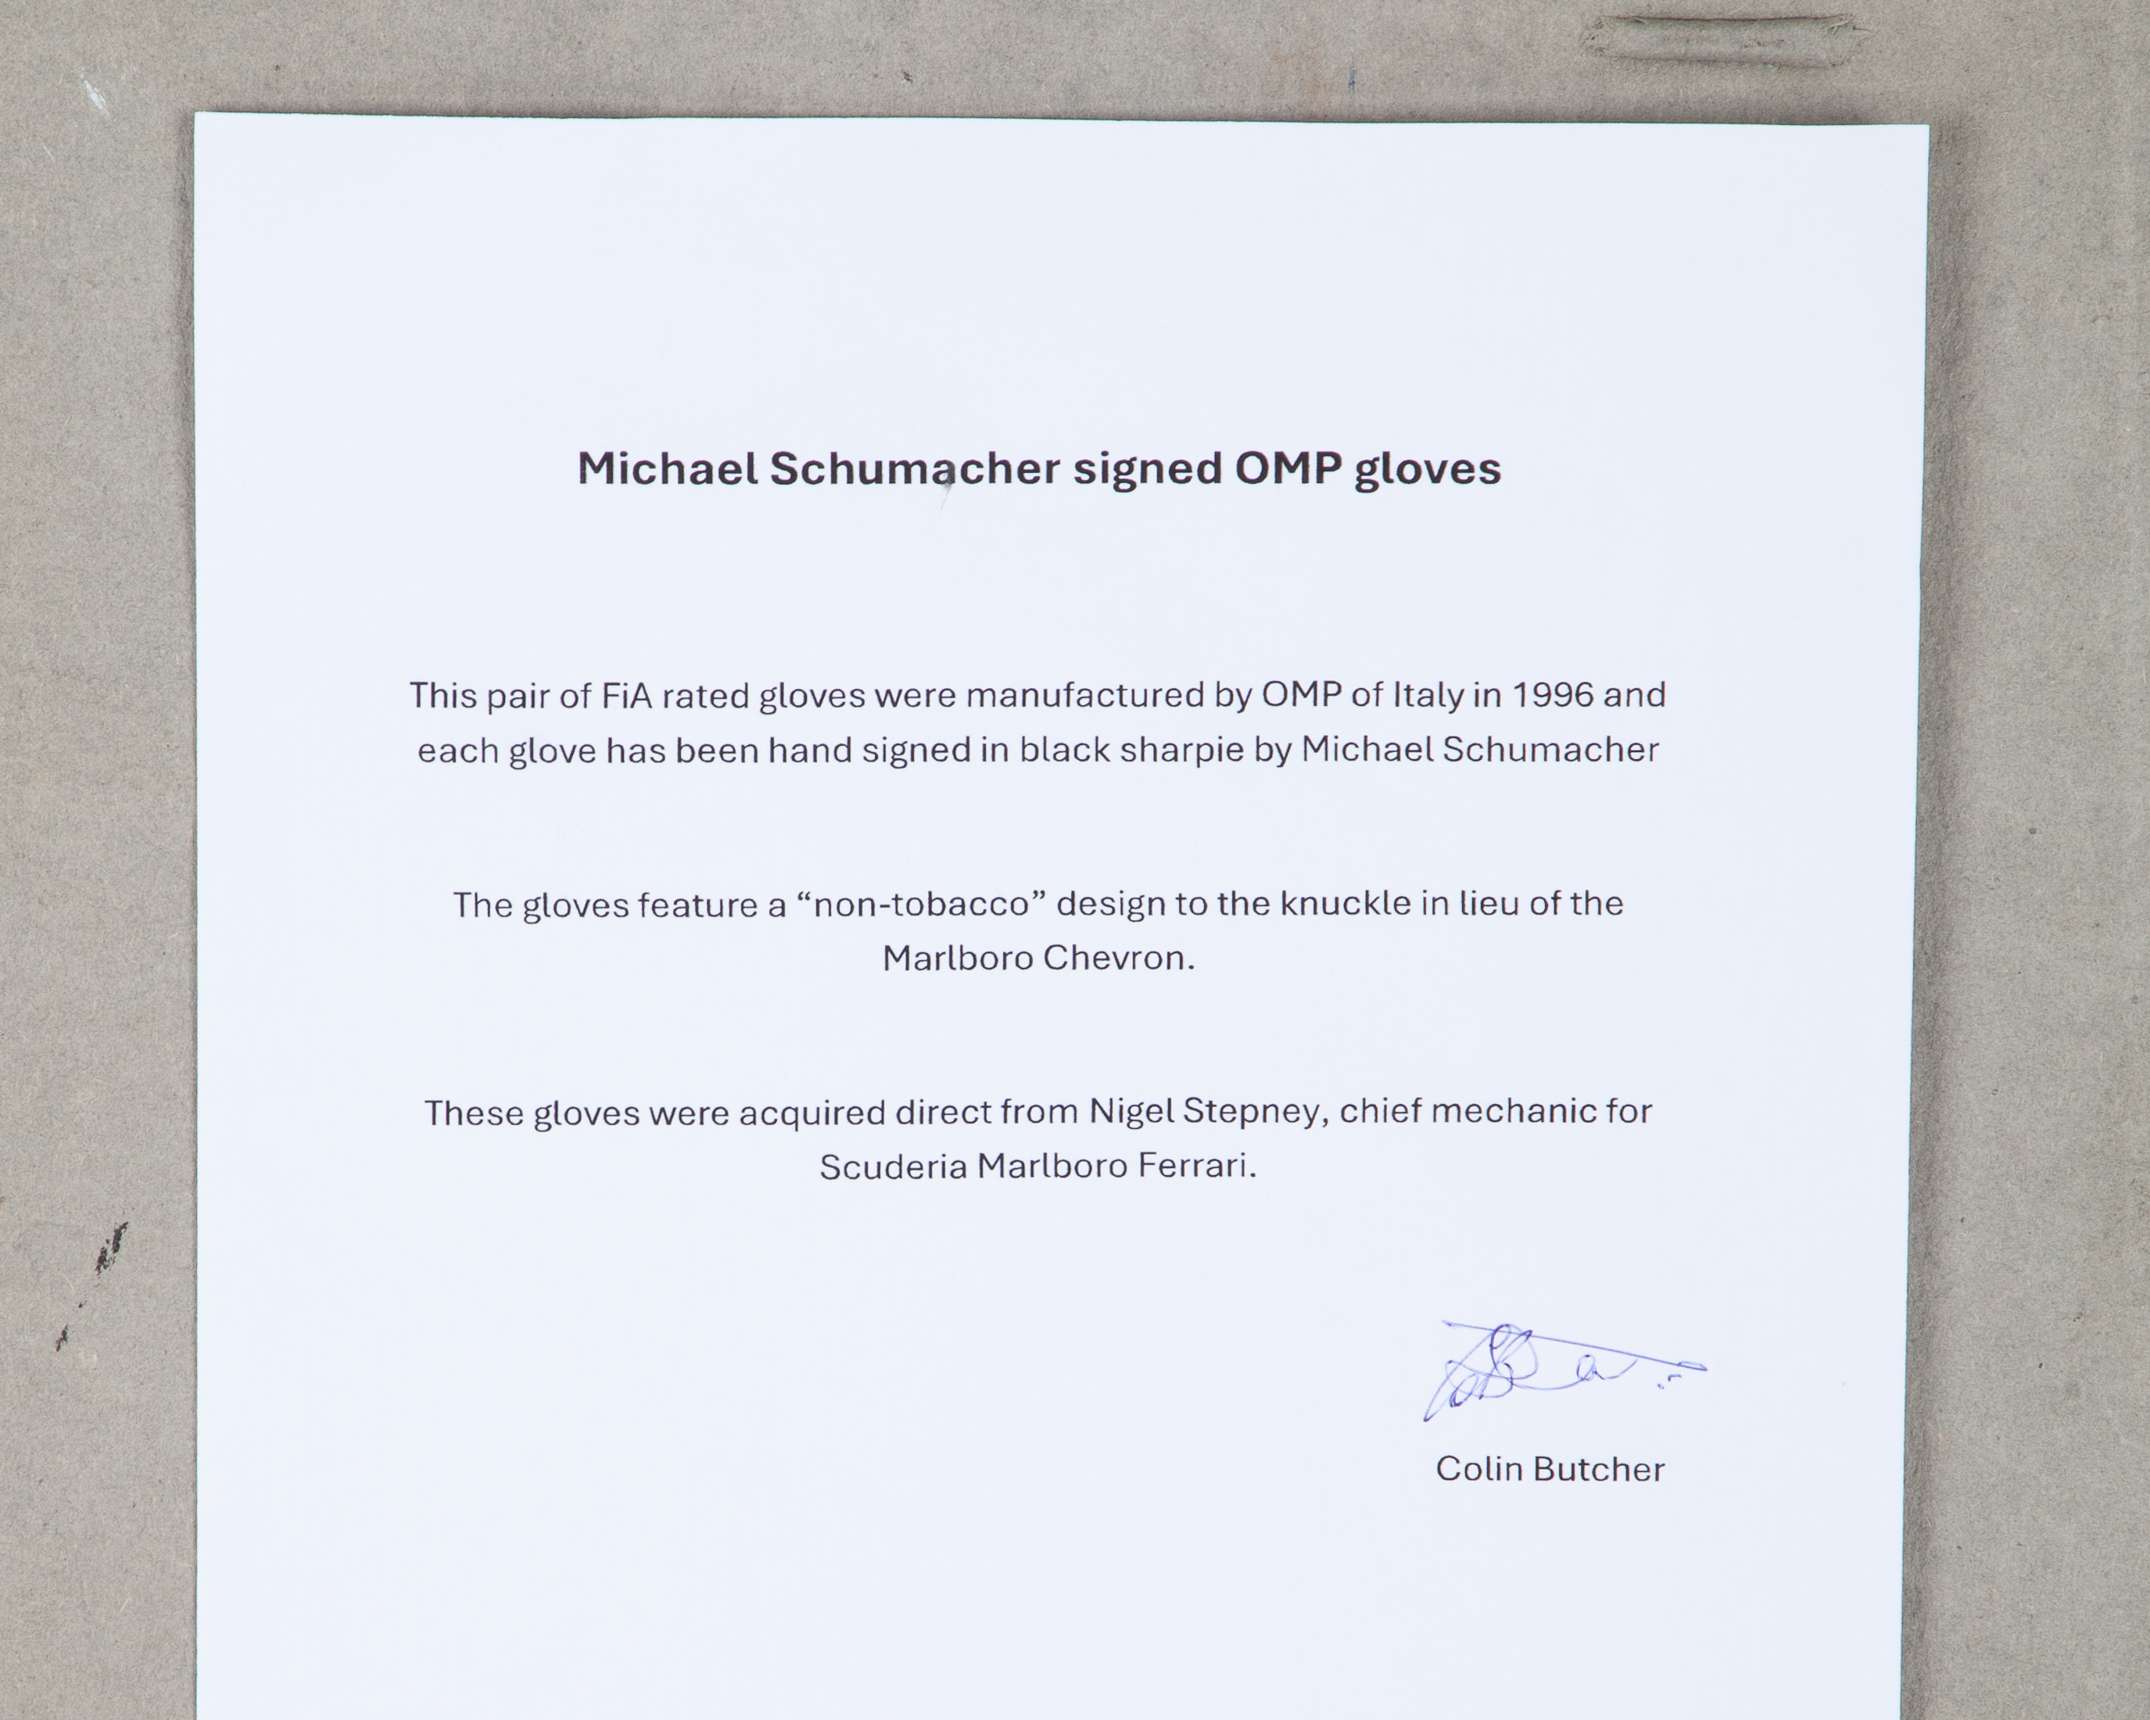 Michael Schumacher signed OMP gloves
This pair of FiA rated gloves were manufactured by OMP of Italy in 1996 and
each glove has been hand signed in black sharpie by Michael Schumacher
The gloves feature a “non-tobacco” design to the knuckle in lieu of the
Marlboro Chevron.
These gloves were acquired direct from Nigel Stepney, chief mechanic for
Scuderia Marlboro Ferrari.
Colin Butcher